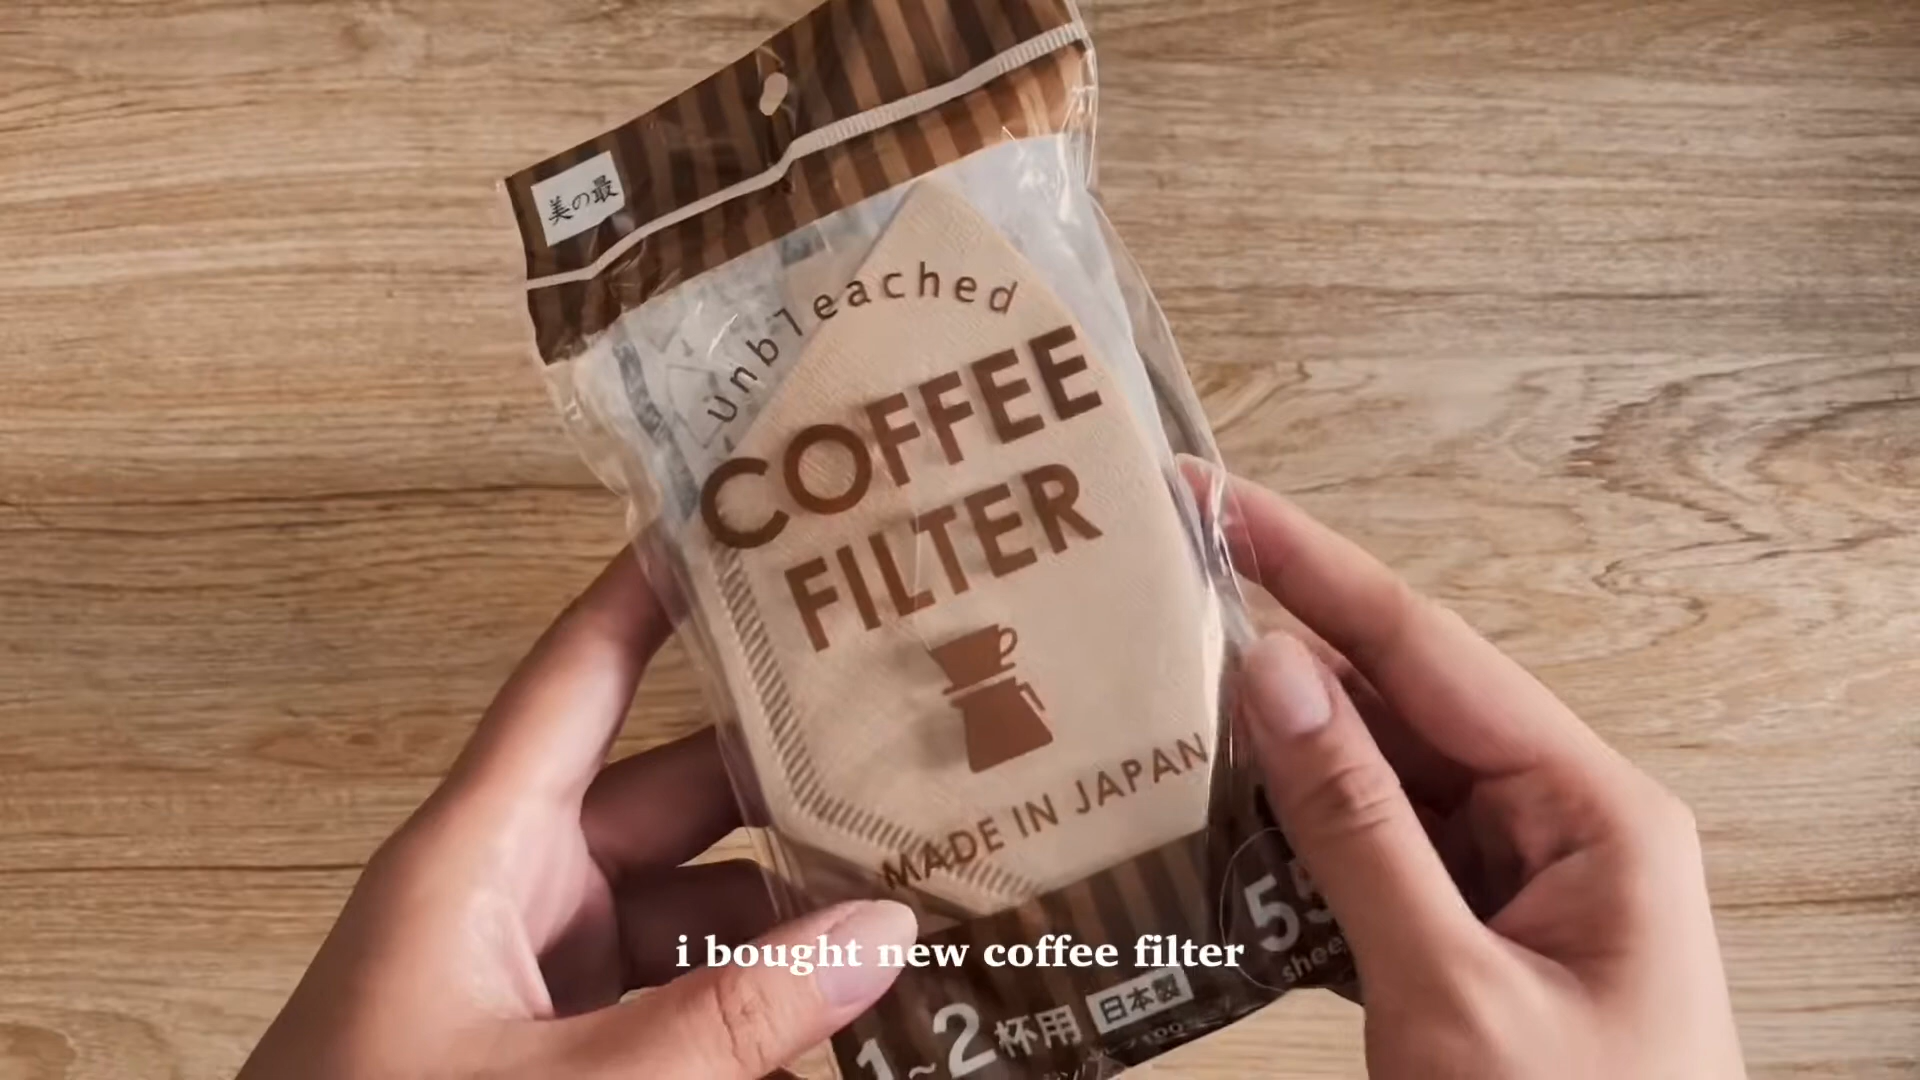 美の最
unbleached
COFFEE
FILTER
MADE IN JAPAN
55
i bought new coffee filter
1~2杯用
日本製